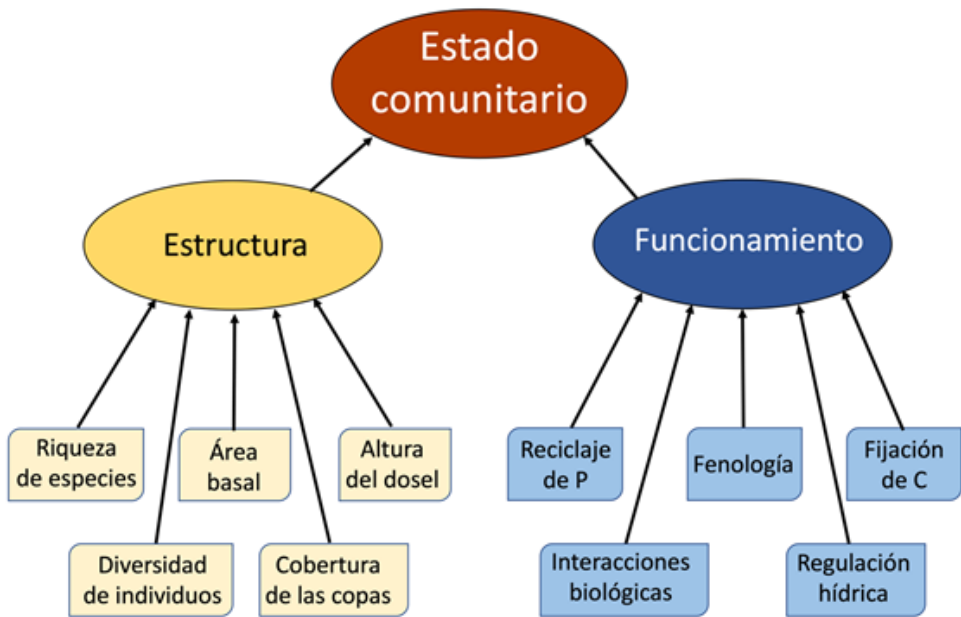 Estado
comunitario
Estructura
Funcionamiento
Riqueza
de especies
Área
basal
Altura
del dosel
Reciclaje
de P
Fenología
Fijación
de C
Diversidad
de individuos
Cobertura
de las copas
Interacciones
biológicas
Regulación
hídrica